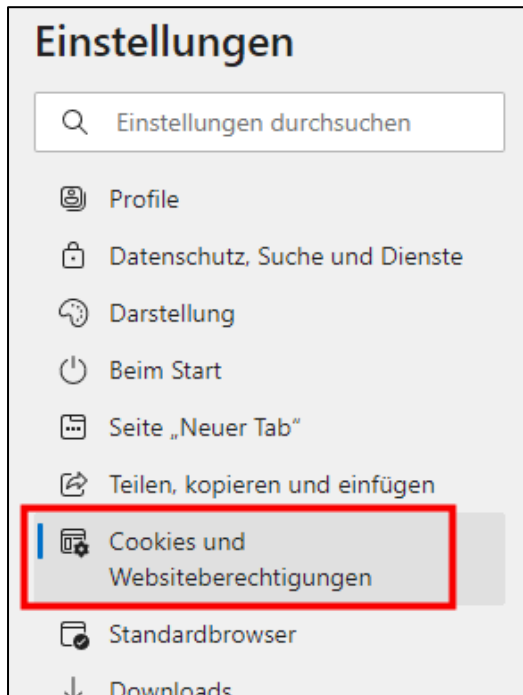 Einstellungen
Einstellungen durchsuchen
Profile
Datenschutz, Suche und Dienste
Darstellung
Beim Start
Seite „Neuer Tab“
Teilen, kopieren und einfügen
Cookies und
Websiteberechtigungen
Standardbrowser
Downloads